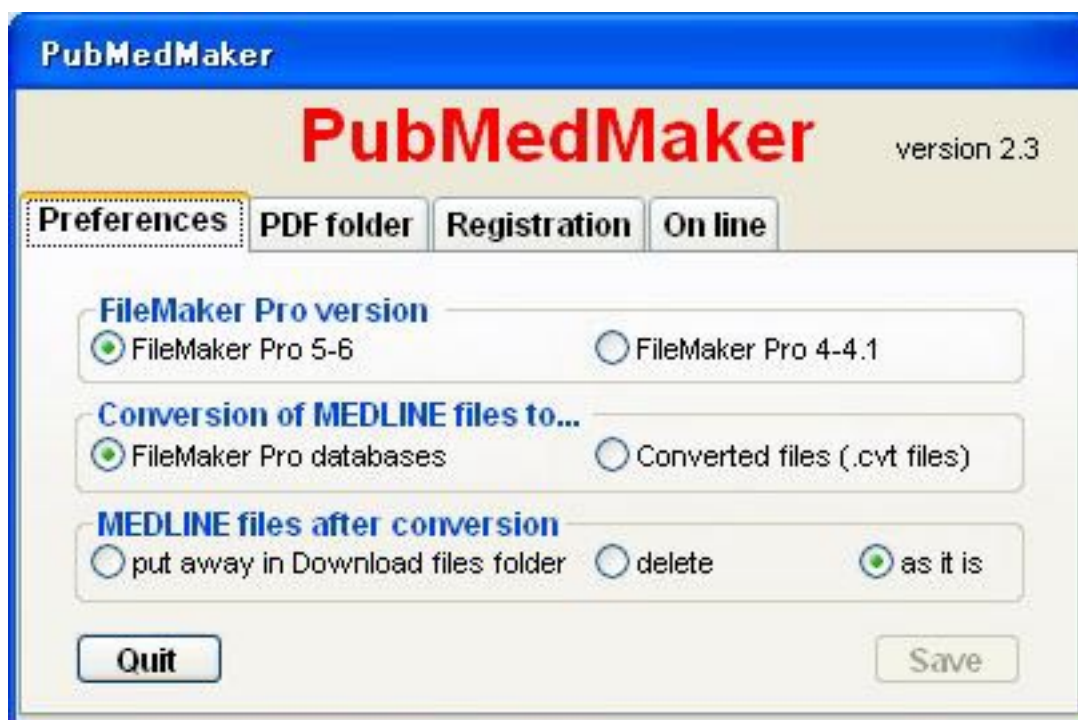 PubMedMaker
PubMedMaker version 2.3
Preferences PDF folder Registration On line
FileMaker Pro version
FileMaker Pro 5-6 FileMaker Pro 4-4.1
Conversion of MEDLINE files to...
FileMaker Pro databases Converted files (.cvt files)
MEDLINE files after conversion
put away in Download files folder delete as it is
Quit Save